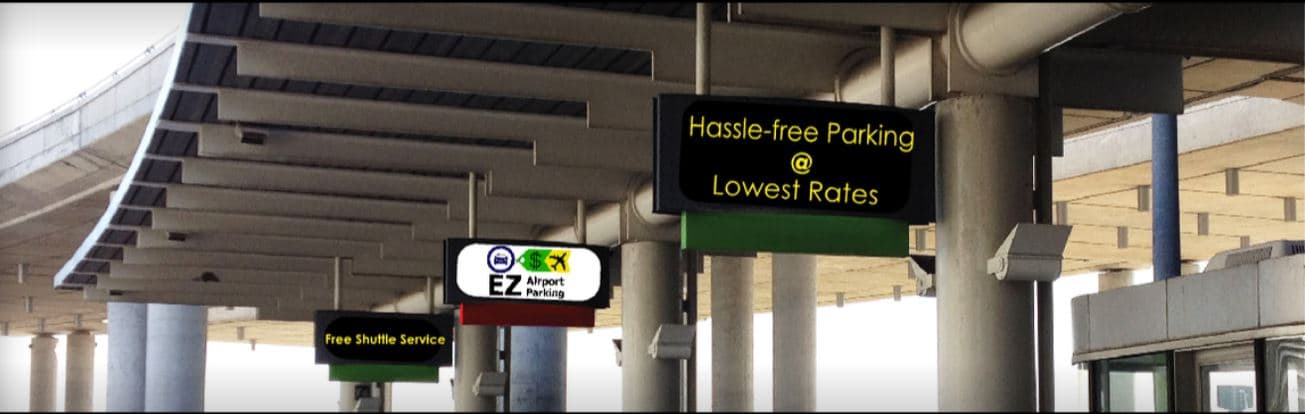 Hassle-free Parking
@
Lowest Rates
$
EZ Airport
Parking
Free Shuttle Service